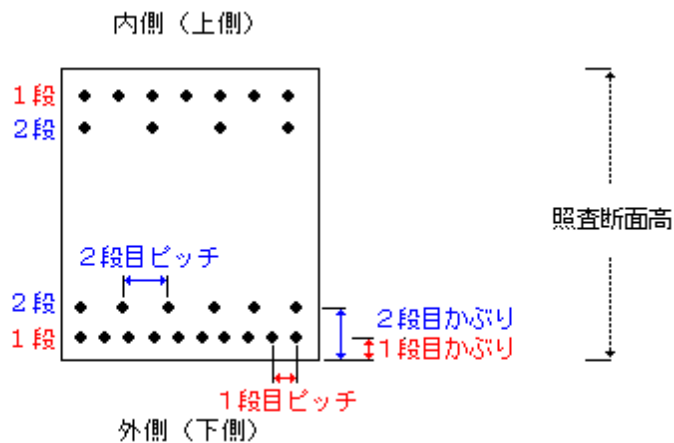 内側（上側）
１段
２段
照査断面高
２段目ピッチ
２段
２段目かぶり
１段
１段目かぶり
１段目ピッチ
外側（下側）